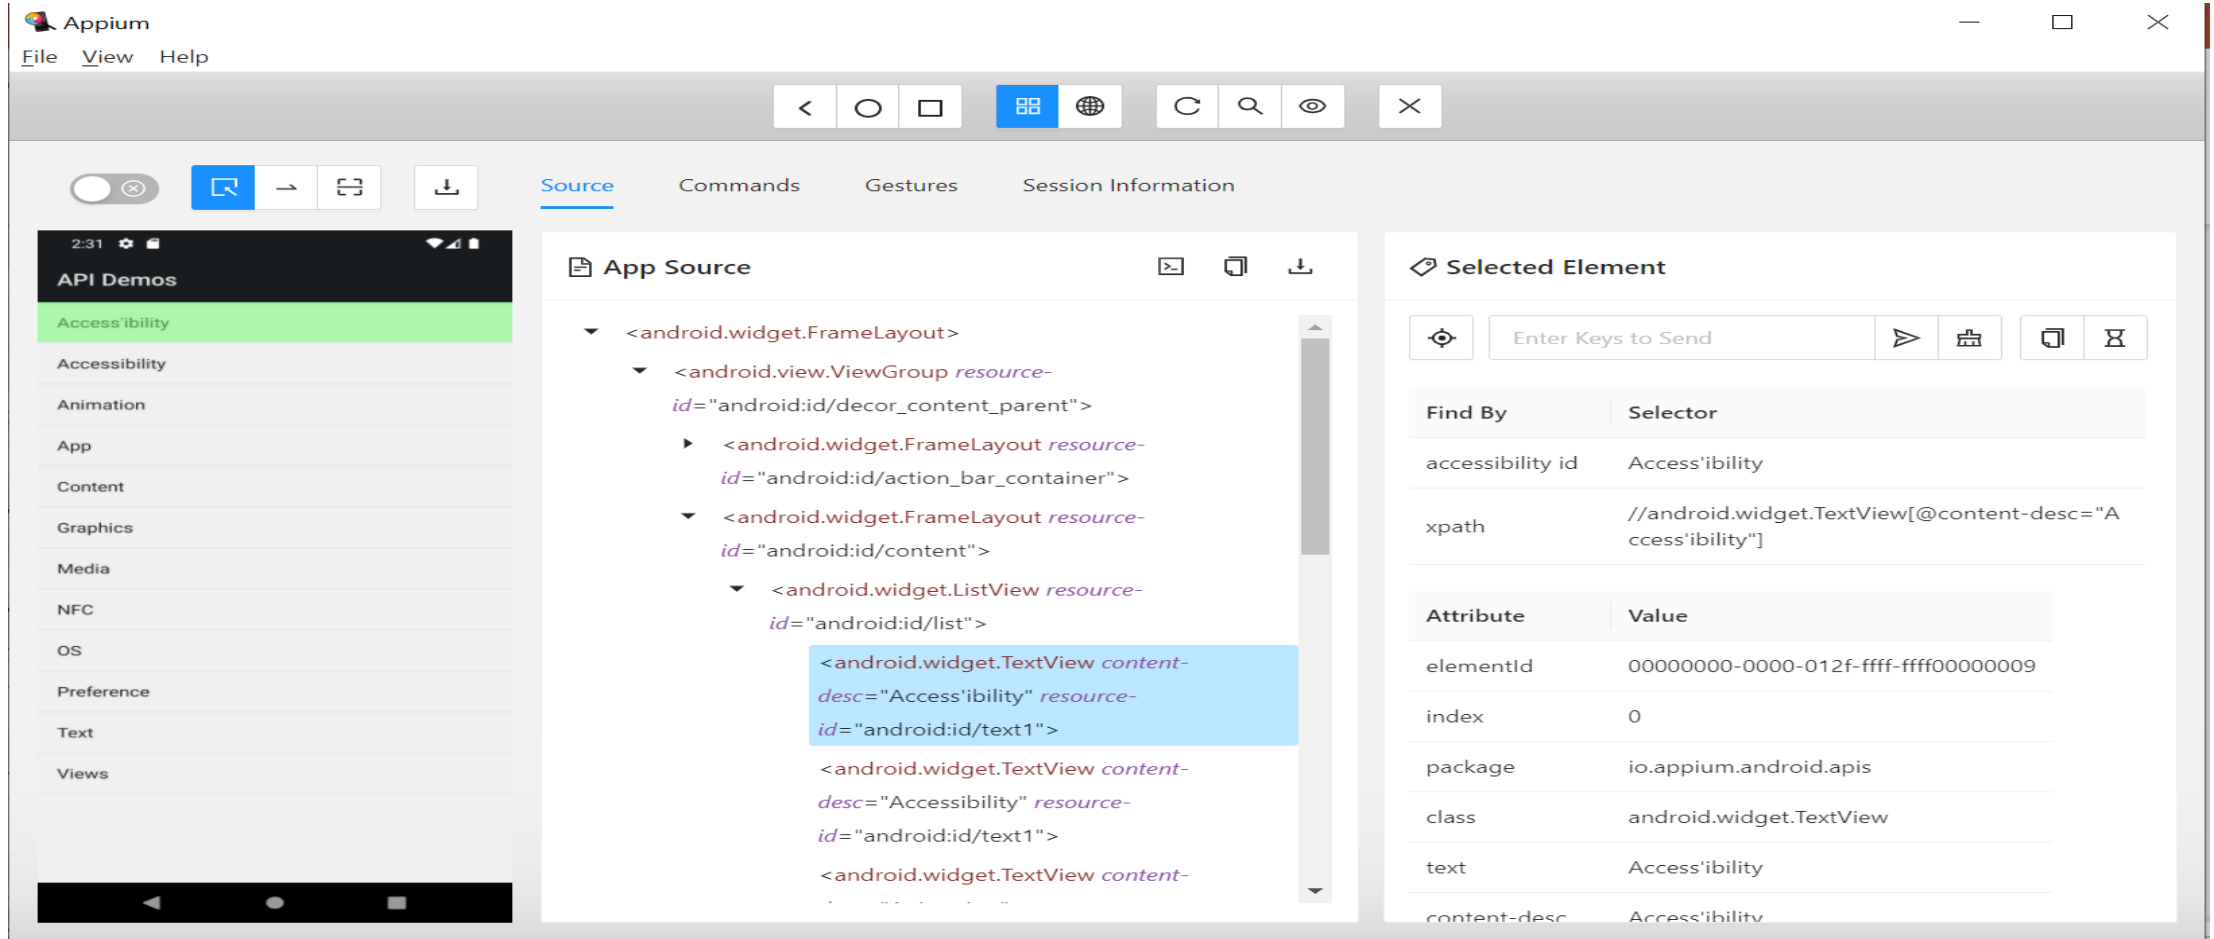 Appium
File View Help
Source Commands Gestures Session Information
2:31
API Demos
Access'ibility
Accessibility
Animation
App
Content
Graphics
Media
NFC
OS
Preference
Text
Views
App Source
<android.widget.FrameLayout>
<android.view.ViewGroup resource-
id="android:id/decor_content_parent">
<android.widget.FrameLayout resource-
id="android:id/action_bar_container">
<android.widget.FrameLayout resource-
id="android:id/content">
<android.widget.ListView resource-
id="android:id/list">
<android.widget.TextView content-
desc="Access'ibility" resource-
id="android:id/text1">
<android.widget.TextView content-
desc="Accessibility" resource-
id="android:id/text1">
<android.widget.TextView content-
Selected Element
Enter Keys to Send
Find By Selector
accessibility id Access'ibility
xpath //android.widget.TextView[@content-desc="A
ccess'ibility"]
Attribute Value
elementId 00000000-0000-012f-ffff-ffff00000009
index 0
package io.appium.android.apis
class android.widget.TextView
text Access'ibility
content-desc Access'ibility